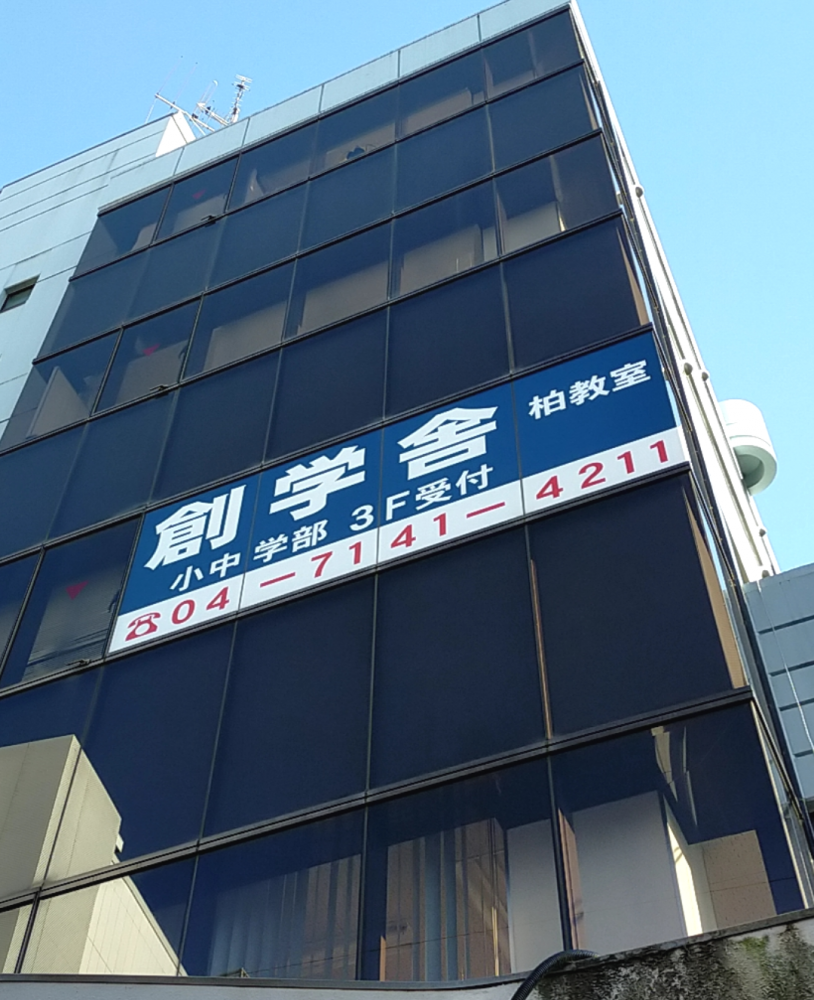 創学舎 柏教室
小中学部 3F受付
☎04-7141-4211